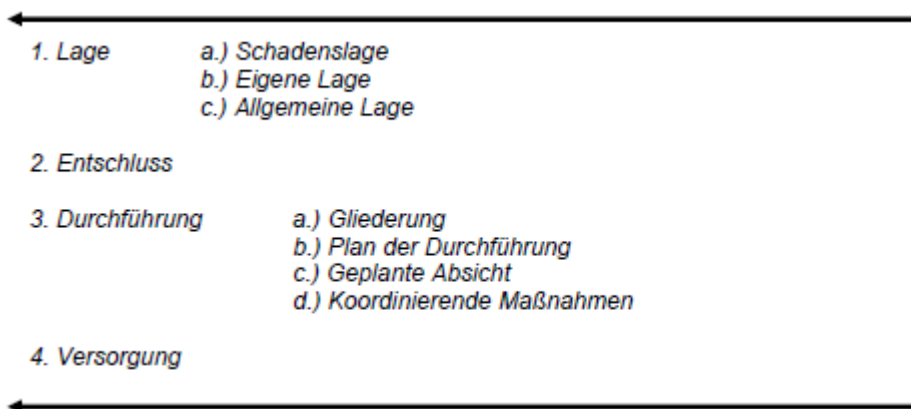 1. Lage a.) Schadenslage
b.) Eigene Lage
c.) Allgemeine Lage
2. Entschluss
3. Durchführung a.) Gliederung
b.) Plan der Durchführung
c.) Geplante Absicht
d.) Koordinierende Maßnahmen
4. Versorgung